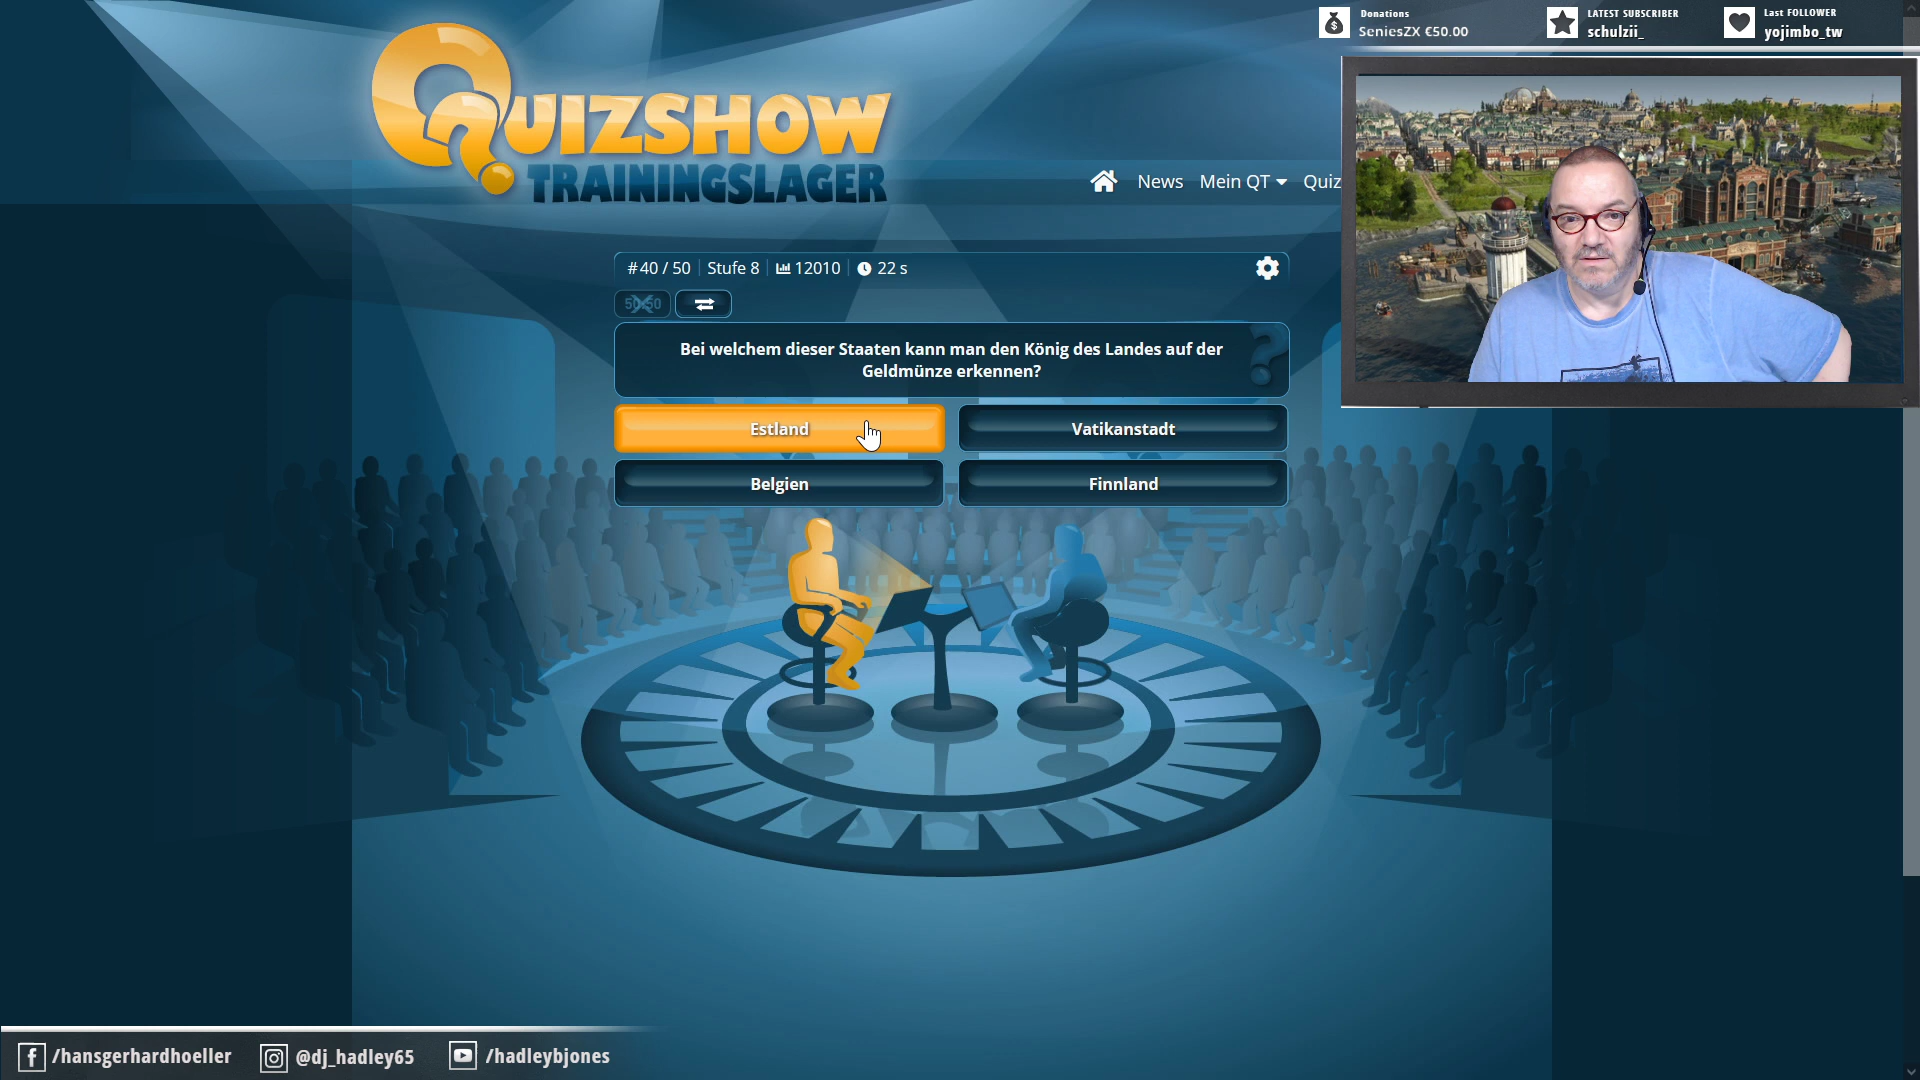 Donations
SeniesZX €50.00
LATEST SUBSCRIBER
schulzii_
Last FOLLOWER
yojimbo_tw
QUIZSHOW
TRAININGSLAGER
News
Mein QT
Quiz
#40 / 50
Stufe 8
12010
22 s
50:50
Bei welchem dieser Staaten kann man den König des Landes auf der
Geldmünze erkennen?
Estland
Vatikanstadt
Belgien
Finnland
/hansgerhardhoeller
@dj_hadley65
/hadleybjones